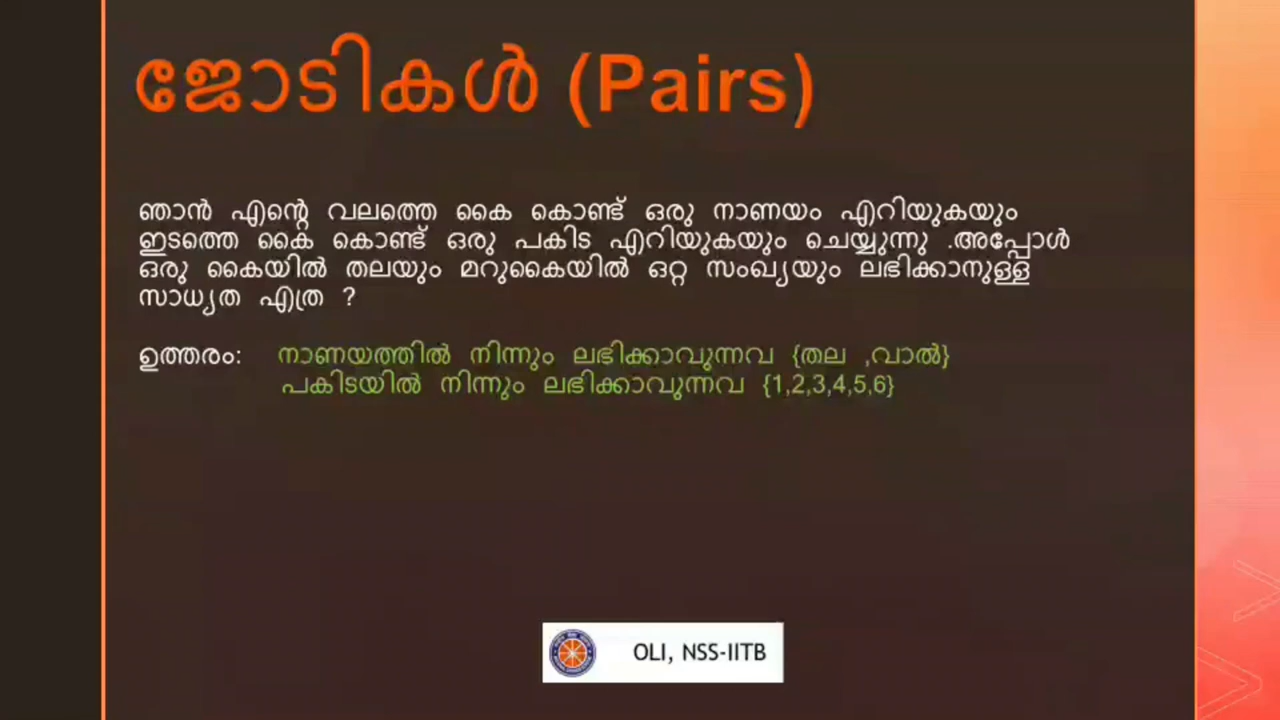 ജോടികൾ (Pairs)
ഞാൻ എന്റെ വലത്തെ കൈ കൊണ്ട് ഒരു നാണയം എറിയുകയും
ഇടത്തെ കൈ കൊണ്ട് ഒരു പകിട എറിയുകയും ചെയ്യുന്നു .അപ്പോൾ
ഒരു കൈയിൽ തലയും മറുകൈയിൽ ഒറ്റ സംഖ്യയും ലഭിക്കാനുള്ള
സാധ്യത എത്ര ?
ഉത്തരം: നാണയത്തിൽ നിന്നും ലഭിക്കാവുന്നവ {തല ,വാൽ}
പകിടയിൽ നിന്നും ലഭിക്കാവുന്നവ {1,2,3,4,5,6}
OLI, NSS-IITB